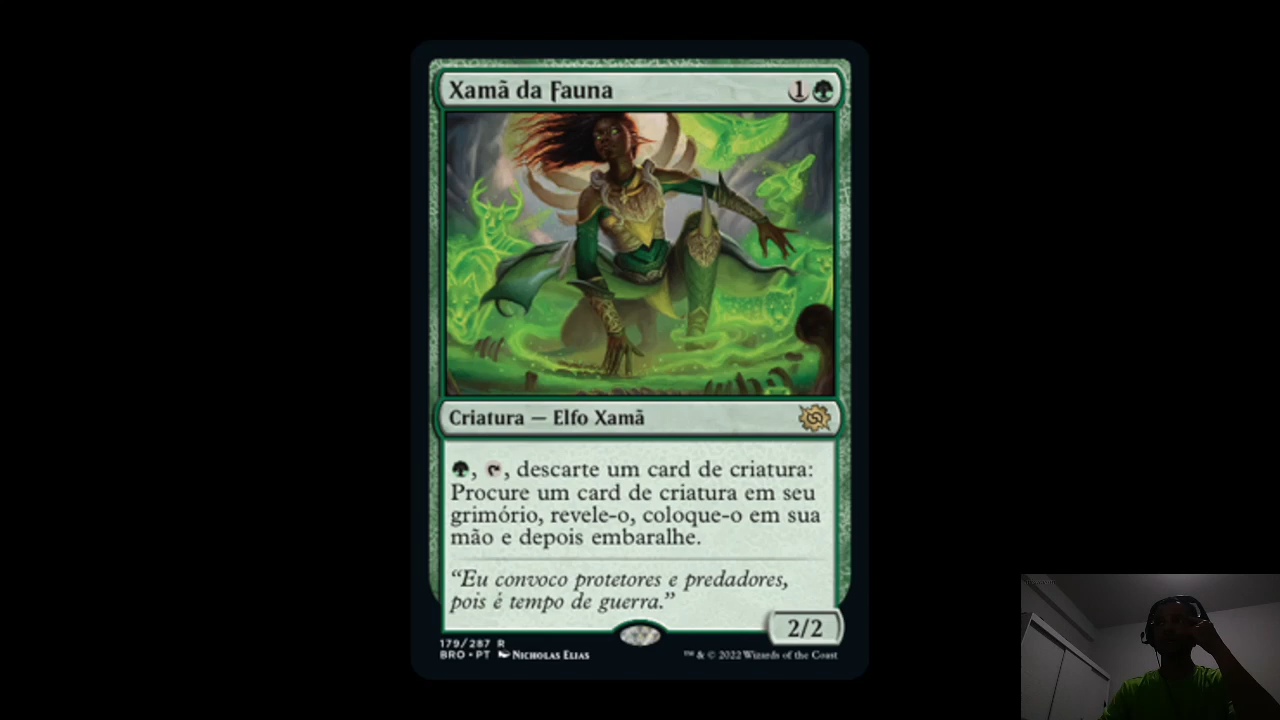 Xamã da Fauna
1
Criatura — Elfo Xamã
, , descarte um card de criatura:
Procure um card de criatura em seu
grimório, revele-o, coloque-o em sua
mão e depois embaralhe.
“Eu convoco protetores e predadores,
pois é tempo de guerra.”
2/2
179/287 R
BRO • PT Nicholas Elias
™ & © 2022 Wizards of the Coast